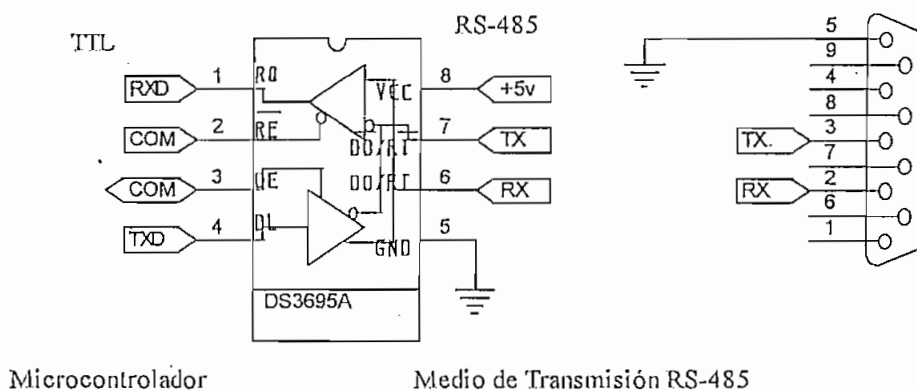 TTL
RS-485
RXD 1 RO
COM 2 RE
COM 3
TXD 4
VCC 8 +5v
DO/RI 7 TX
DO/RI 6 RX
GND 5
DS3695A
5
9
4
8
TX. 3
7
RX 2
6
1
Microcontrolador
Medio de Transmisión RS-485